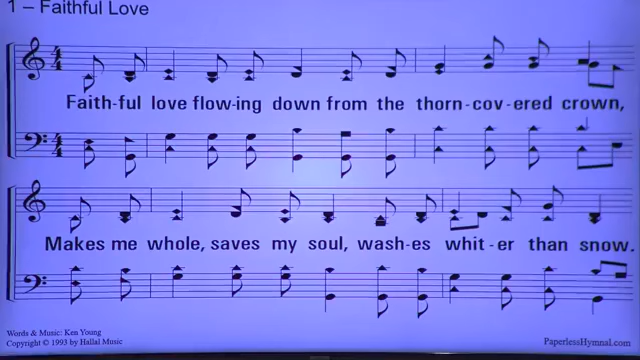 1 – Faithful Love
Faith-ful love flow-ing down from the thorn-cov-ered crown,
Makes me whole, saves my soul, wash-es whit-er than snow.
Words & Music: Ken Young
Copyright © 1993 by Hallal Music
PaperlessHymnal.com